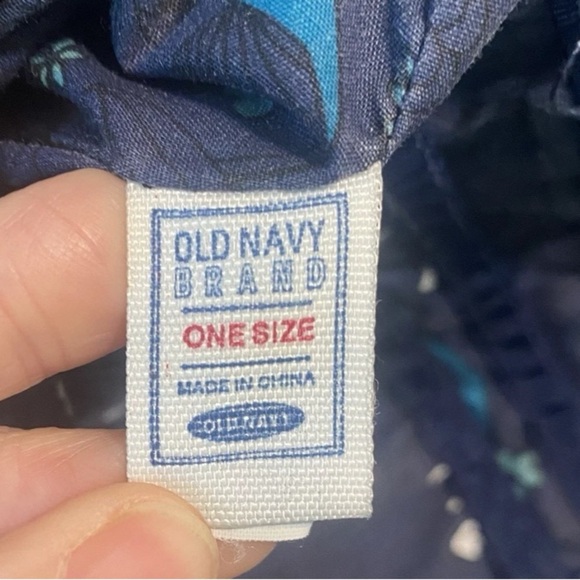 OLD NAVY
BRAND
ONE SIZE
MADE IN CHINA
OLD NAVY